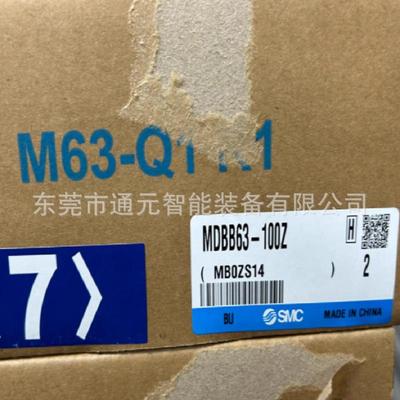 M63-Q1
东莞市通元智能装备有限公司
MDBB63-100Z
H
( MB0ZS14 ) 2
7〉
BU SMC MADE IN CHINA